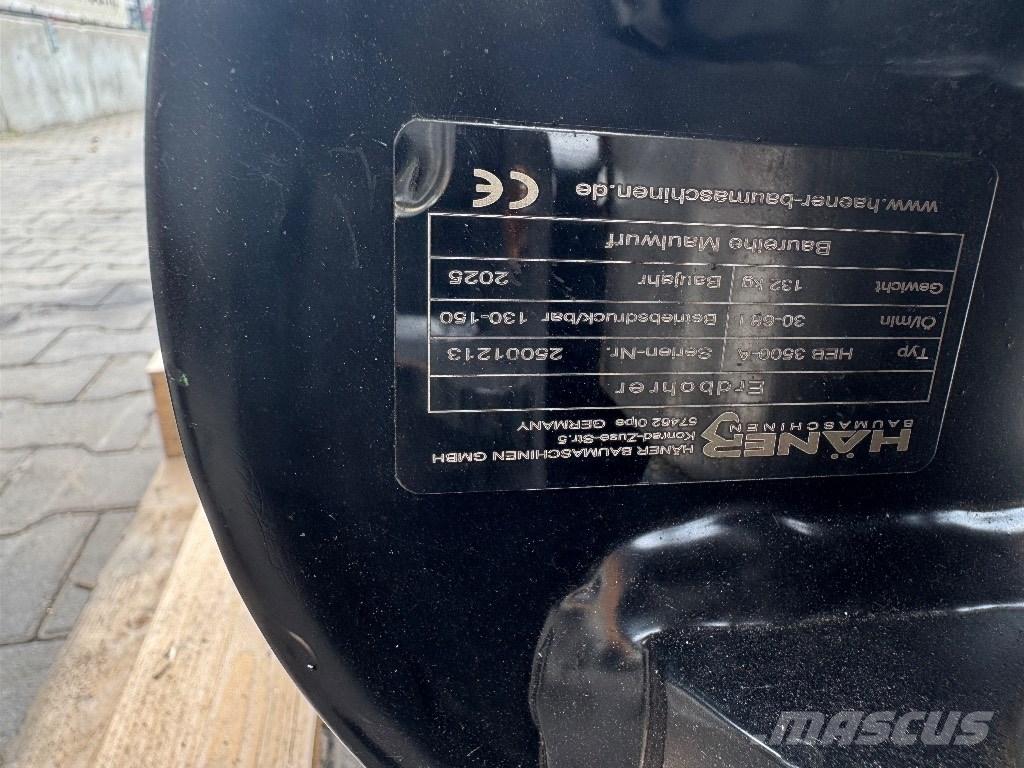 HÄNER
BAUMASCHINEN
HÄNER BAUMASCHINEN GMBH
Konrad-Zuse-Str.5
57462 Olpe GERMANY
Erdbohrer
Typ HEB 3500-A Serien-Nr. 25001213
Öl/min 30-68 l Betriebsdruck/bar 130-150
Gewicht 132 kg Baujahr 2025
Baureihe Maulwurf
www.haener-baumaschinen.de CE
MASCUS